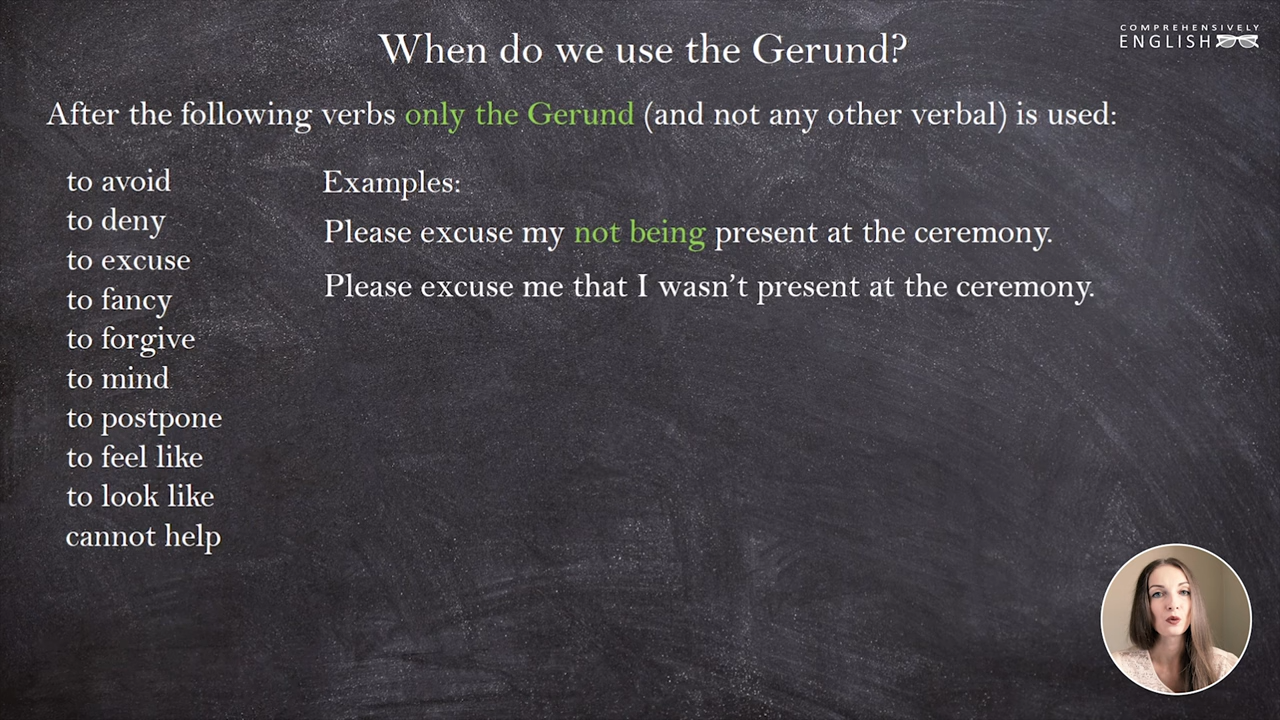 When do we use the Gerund?
COMPREHENSIVELY
ENGLISH
After the following verbs only the Gerund (and not any other verbal) is used:
to avoid
to deny
to excuse
to fancy
to forgive
to mind
to postpone
to feel like
to look like
cannot help
Examples:
Please excuse my not being present at the ceremony.
Please excuse me that I wasn't present at the ceremony.